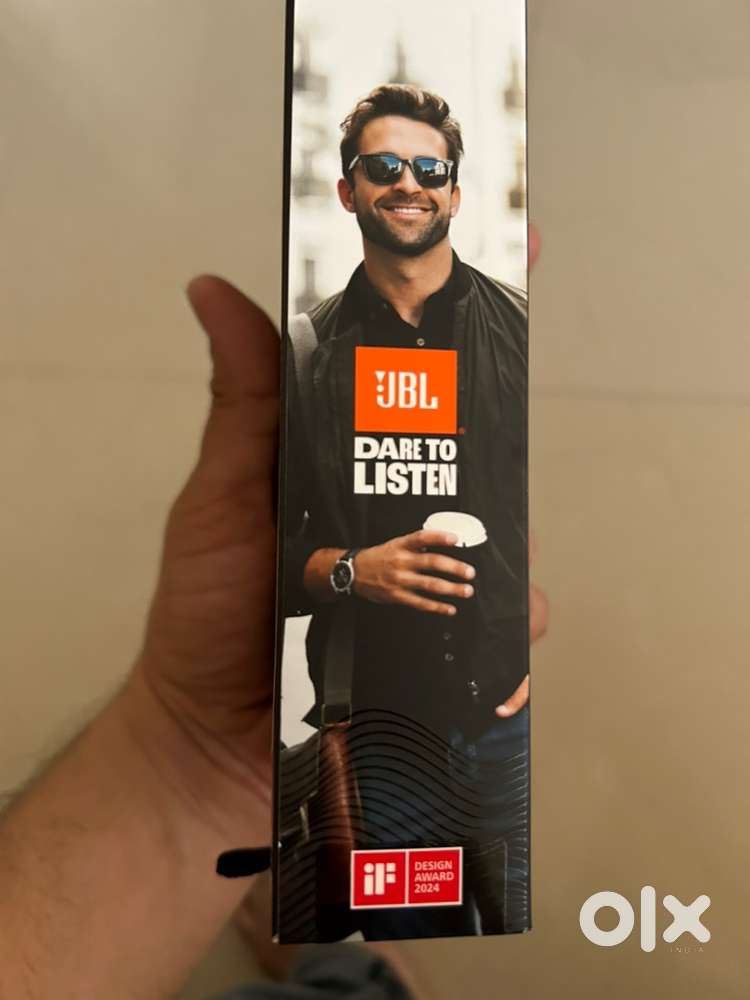 JBL
DARE TO
LISTEN
iF
DESIGN
AWARD
2024
olx
INDIA